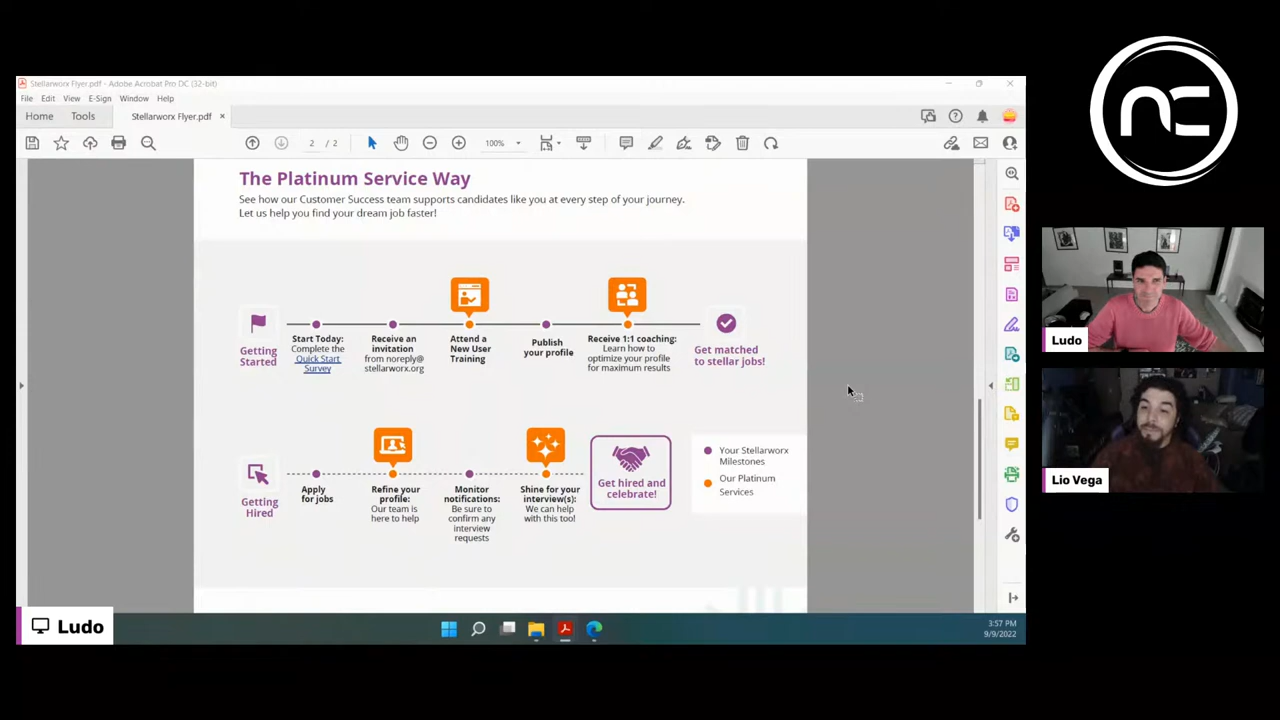 Stellarworx Flyer.pdf - Adobe Acrobat Pro DC (32-bit)
File Edit View E-Sign Window Help
Home Tools Stellarworx Flyer.pdf ×
2 / 2 100%
The Platinum Service Way
See how our Customer Success team supports candidates like you at every step of your journey.
Let us help you find your dream job faster!
Getting
Started
Start Today:
Complete the
Quick Start
Survey
Receive an
invitation
from noreply@
stellarworx.org
Attend a
New User
Training
Publish
your profile
Receive 1:1 coaching:
Learn how to
optimize your profile
for maximum results
Get matched
to stellar jobs!
Getting
Hired
Apply
for jobs
Refine your
profile:
Our team is
here to help
Monitor
notifications:
Be sure to
confirm any
interview
requests
Shine for your
interview(s):
We can help
with this too!
Get hired and
celebrate!
Your Stellarworx
Milestones
Our Platinum
Services
Ludo
3:57 PM
9/9/2022
nc
Ludo
Lio Vega